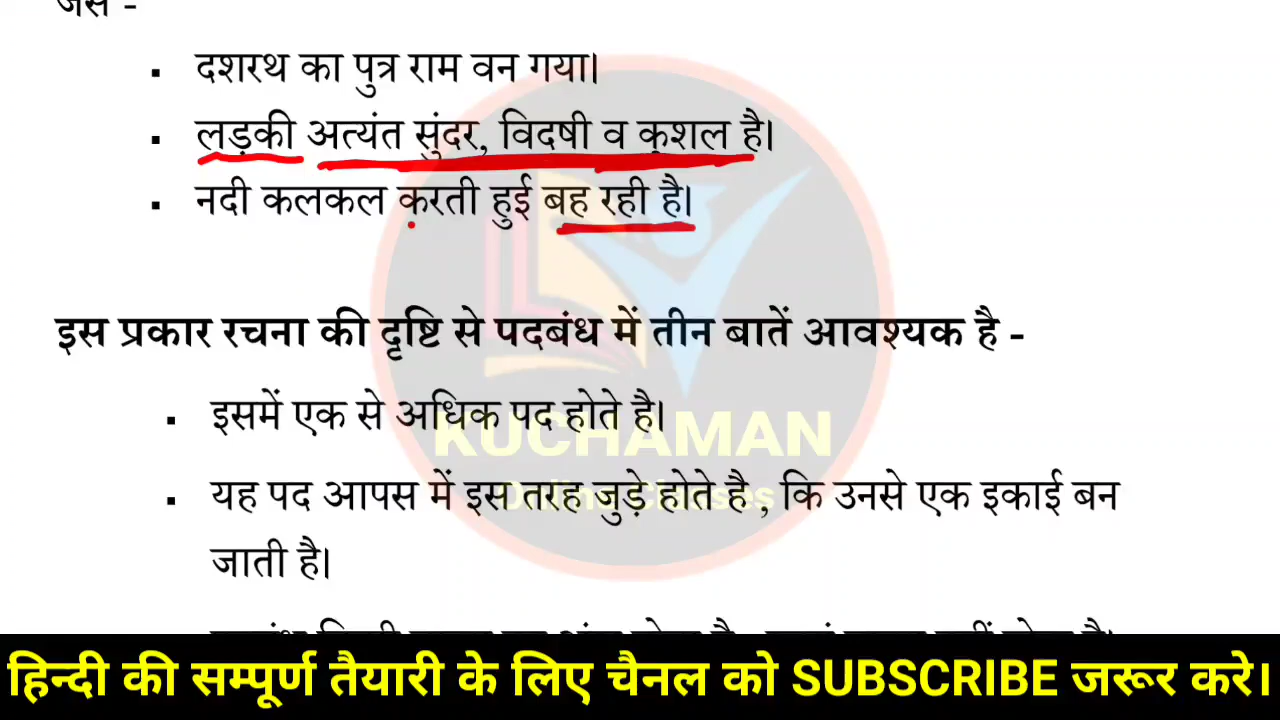 जैसे -
▪ दशरथ का पुत्र राम वन गया।
▪ लड़की अत्यंत सुंदर, विदषी व कुशल है।
▪ नदी कलकल करती हुई बह रही है।
इस प्रकार रचना की दृष्टि से पदबंध में तीन बातें आवश्यक है -
▪ इसमें एक से अधिक पद होते है।
▪ यह पद आपस में इस तरह जुड़े होते है , कि उनसे एक इकाई बन
जाती है।
KUCHAMAN
Online Classes
हिन्दी की सम्पूर्ण तैयारी के लिए चैनल को SUBSCRIBE जरूर करे।